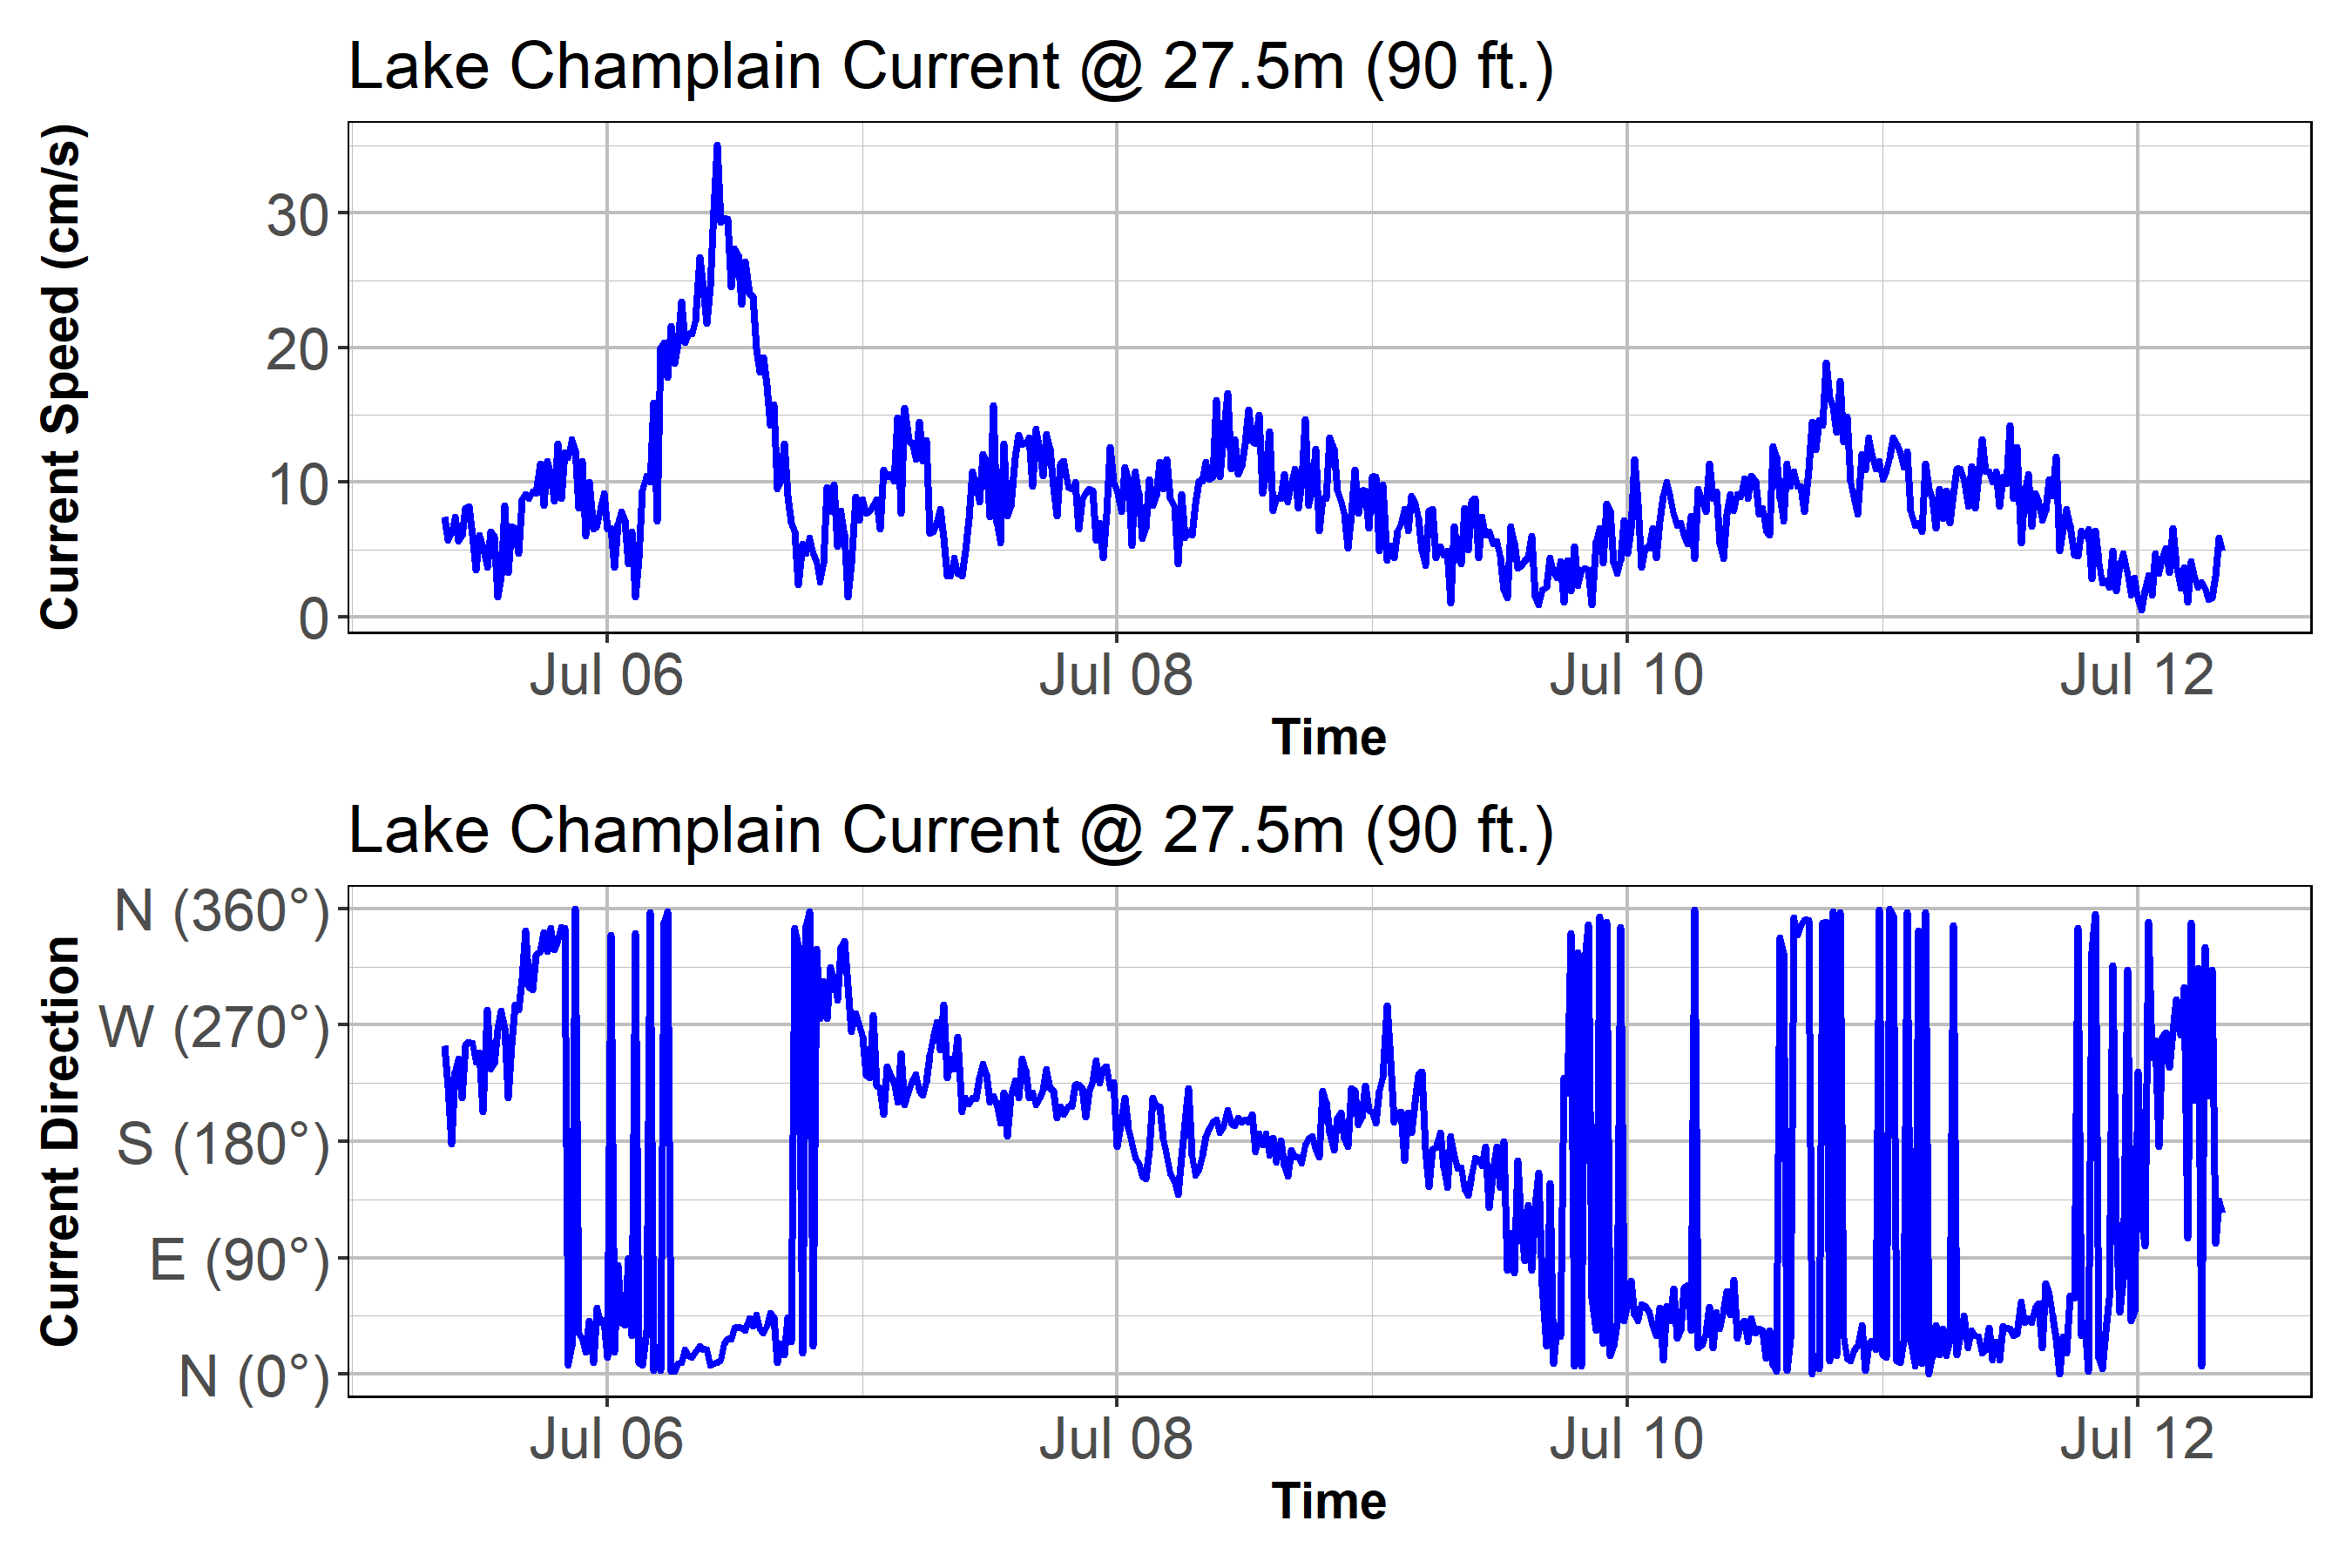 Lake Champlain Current @ 27.5m (90 ft.)
Current Speed (cm/s)
30
20
10
0
Jul 06 Jul 08 Jul 10 Jul 12
Time
Lake Champlain Current @ 27.5m (90 ft.)
Current Direction
N (360°)
W (270°)
S (180°)
E (90°)
N (0°)
Jul 06 Jul 08 Jul 10 Jul 12
Time